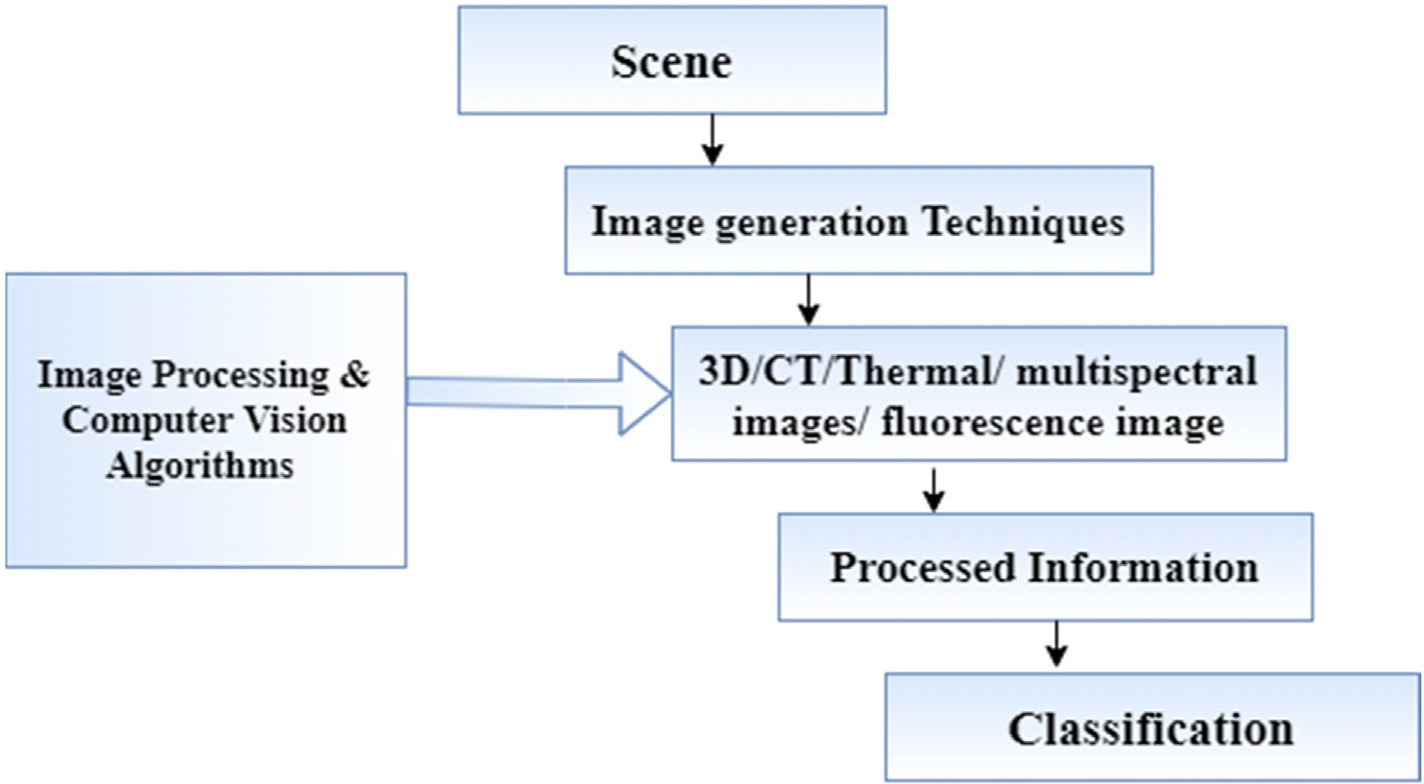 Scene
Image generation Techniques
Image Processing &
Computer Vision
Algorithms
3D/CT/Thermal/ multispectral
images/ fluorescence image
Processed Information
Classification